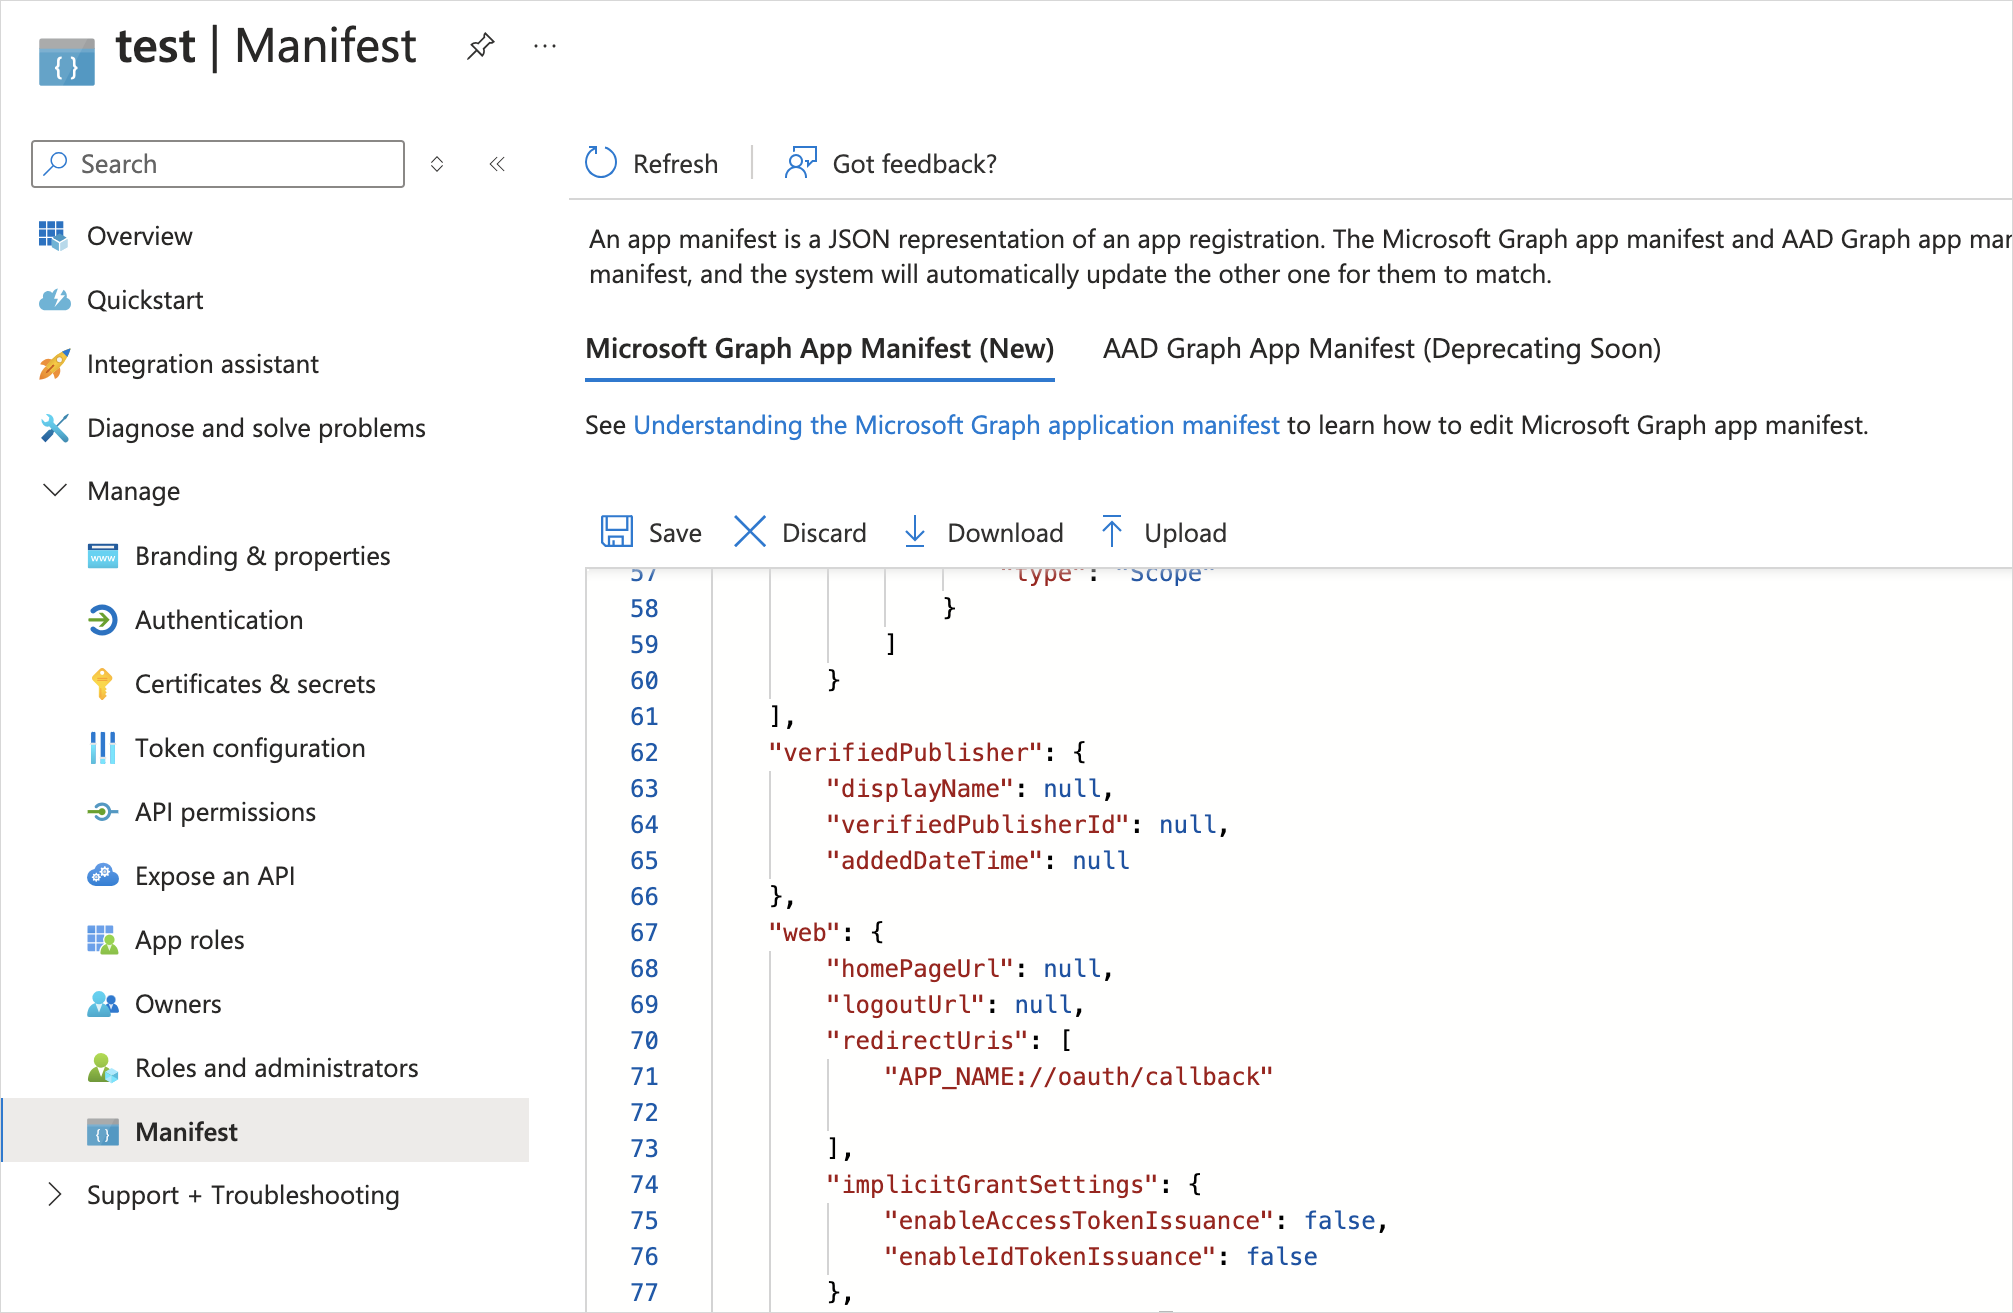 test | Manifest
Search
Refresh
Got feedback?
Overview
Quickstart
Integration assistant
Diagnose and solve problems
Manage
Branding & properties
Authentication
Certificates & secrets
Token configuration
API permissions
Expose an API
App roles
Owners
Roles and administrators
Manifest
Support + Troubleshooting
An app manifest is a JSON representation of an app registration. The Microsoft Graph app manifest and AAD Graph app
manifest, and the system will automatically update the other one for them to match.
Microsoft Graph App Manifest (New)
AAD Graph App Manifest (Deprecating Soon)
See Understanding the Microsoft Graph application manifest to learn how to edit Microsoft Graph app manifest.
Save
Discard
Download
Upload
57 "type": "Scope"
58 }
59 ]
60 }
61 ],
62 "verifiedPublisher": {
63 "displayName": null,
64 "verifiedPublisherId": null,
65 "addedDateTime": null
66 },
67 "web": {
68 "homePageUrl": null,
69 "logoutUrl": null,
70 "redirectUris": [
71 "APP_NAME://oauth/callback"
72
73 ],
74 "implicitGrantSettings": {
75 "enableAccessTokenIssuance": false,
76 "enableIdTokenIssuance": false
77 },